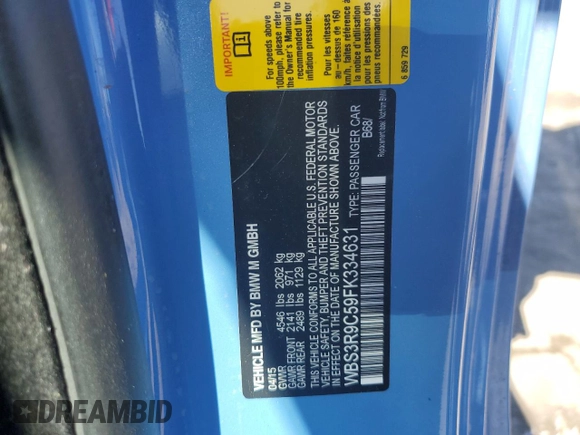 IMPORTANT!
For speeds above
100mph, please refer to
the Owner's Manual for
recommended tire
inflation pressures.
Pour les vitesses
au - dessus de 160
km/h, faites référence à
la notice d'utilisation
pour les pressions des
pneus recommandées.
6 859 729
VEHICLE MFD BY BMW M GMBH
04/15
GVWR 4546 lbs 2062 kg
GAWR FRONT 2141 lbs 971 kg
GAWR REAR 2489 lbs 1129 kg
THIS VEHICLE CONFORMS TO ALL APPLICABLE U.S. FEDERAL MOTOR
VEHICLE SAFETY, BUMPER, AND THEFT PREVENTION STANDARDS
IN EFFECT ON THE DATE OF MANUFACTURE SHOWN ABOVE.
WBS3R9C59FK334631 TYPE: PASSENGER CAR
B68/
DREAMBID